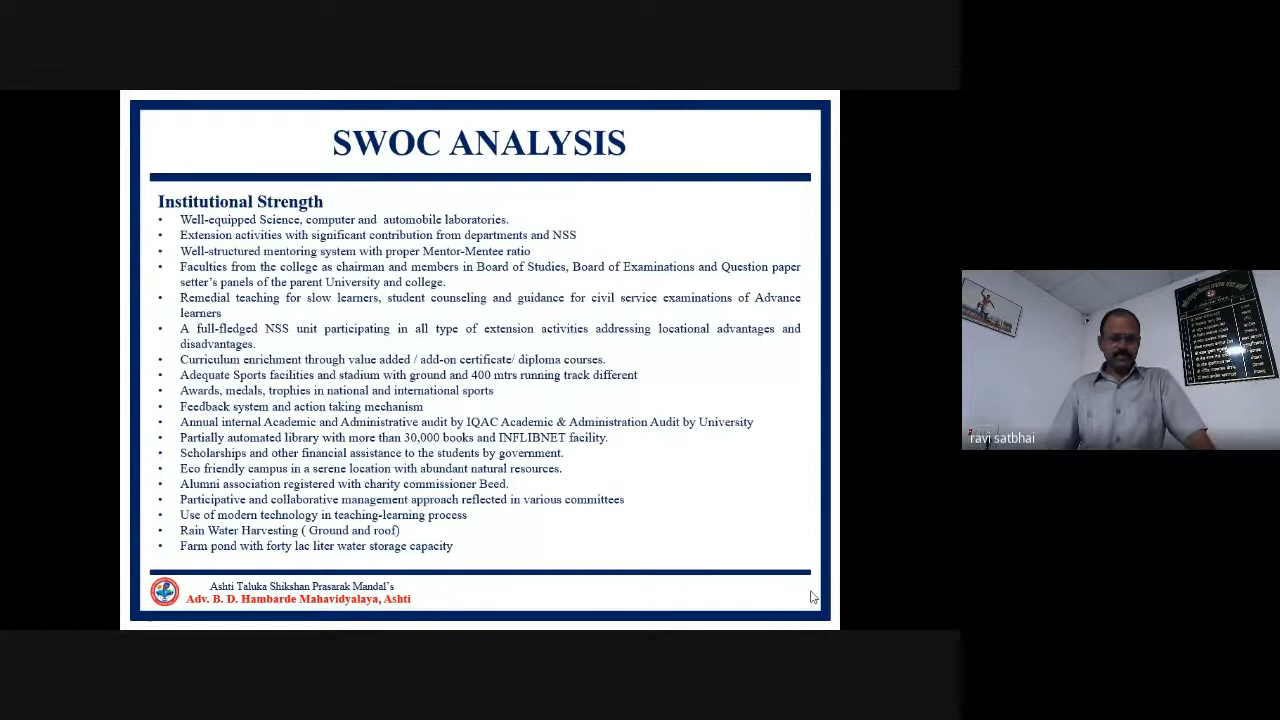 SWOC ANALYSIS
Institutional Strength
• Well-equipped Science, computer and automobile laboratories.
• Extension activities with significant contribution from departments and NSS
• Well-structured mentoring system with proper Mentor-Mentee ratio
• Faculties from the college as chairman and members in Board of Studies, Board of Examinations and Question paper
setter's panels of the parent University and college.
• Remedial teaching for slow learners, student counseling and guidance for civil service examinations of Advance
learners
• A full-fledged NSS unit participating in all type of extension activities addressing locational advantages and
disadvantages.
• Curriculum enrichment through value added / add-on certificate/ diploma courses.
• Adequate Sports facilities and stadium with ground and 400 mtrs running track different
• Awards, medals, trophies in national and international sports
• Feedback system and action taking mechanism
• Annual internal Academic and Administrative audit by IQAC Academic & Administration Audit by University
• Partially automated library with more than 30,000 books and INFLIBNET facility.
• Scholarships and other financial assistance to the students by government.
• Eco friendly campus in a serene location with abundant natural resources.
• Alumni association registered with charity commissioner Beed.
• Participative and collaborative management approach reflected in various committees
• Use of modern technology in teaching-learning process
• Rain Water Harvesting ( Ground and roof)
• Farm pond with forty lac liter water storage capacity
Ashti Taluka Shikshan Prasarak Mandal's
Adv. B. D. Hambarde Mahavidyalaya, Ashti
ravi satbhai